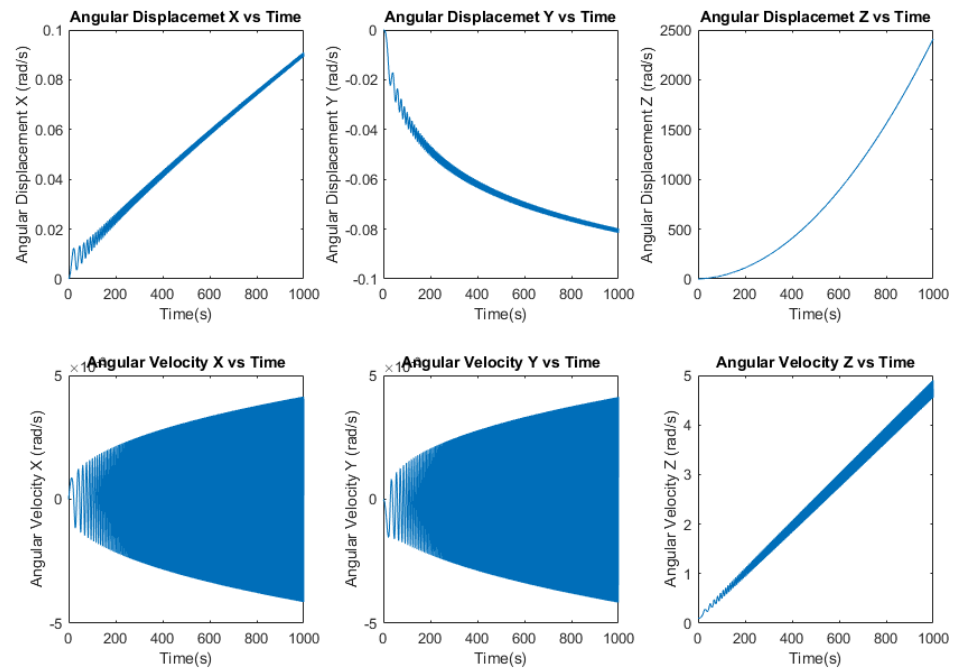 Angular Displacemet X vs Time
Angular Displacement X (rad/s)
0.1
0.08
0.06
0.04
0.02
0
0 200 400 600 800 1000
Time(s)
Angular Displacemet Y vs Time
Angular Displacement Y (rad/s)
0
-0.02
-0.04
-0.06
-0.08
-0.1
0 200 400 600 800 1000
Time(s)
Angular Displacemet Z vs Time
Angular Displacement Z (rad/s)
2500
2000
1500
1000
500
0
0 200 400 600 800 1000
Time(s)
Angular Velocity X vs Time
×10
Angular Velocity X (rad/s)
5
0
-5
0 200 400 600 800 1000
Time(s)
Angular Velocity Y vs Time
×10
Angular Velocity Y (rad/s)
5
0
-5
0 200 400 600 800 1000
Time(s)
Angular Velocity Z vs Time
Angular Velocity Z (rad/s)
5
4
3
2
1
0
0 200 400 600 800 1000
Time(s)